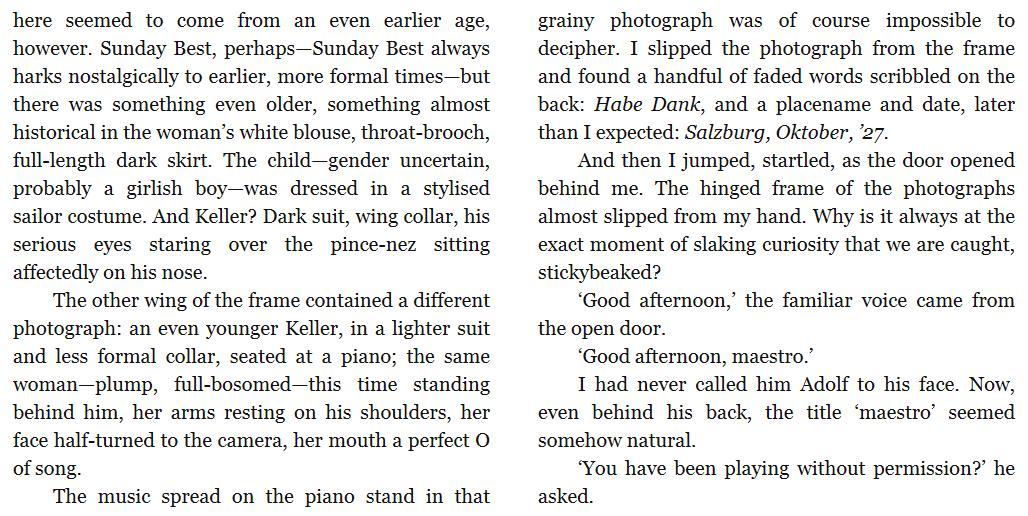 here seemed to come from an even earlier age,
however. Sunday Best, perhaps—Sunday Best always
harks nostalgically to earlier, more formal times—but
there was something even older, something almost
historical in the woman’s white blouse, throat-brooch,
full-length dark skirt. The child—gender uncertain,
probably a girlish boy—was dressed in a stylised
sailor costume. And Keller? Dark suit, wing collar, his
serious eyes staring over the pince-nez sitting
affectedly on his nose.
The other wing of the frame contained a different
photograph: an even younger Keller, in a lighter suit
and less formal collar, seated at a piano; the same
woman—plump, full-bosomed—this time standing
behind him, her arms resting on his shoulders, her
face half-turned to the camera, her mouth a perfect O
of song.
The music spread on the piano stand in that
grainy photograph was of course impossible to
decipher. I slipped the photograph from the frame
and found a handful of faded words scribbled on the
back: Habe Dank, and a placename and date, later
than I expected: Salzburg, Oktober, ’27.
And then I jumped, startled, as the door opened
behind me. The hinged frame of the photographs
almost slipped from my hand. Why is it always at the
exact moment of slaking curiosity that we are caught,
stickybeaked?
‘Good afternoon,’ the familiar voice came from
the open door.
‘Good afternoon, maestro.’
I had never called him Adolf to his face. Now,
even behind his back, the title ‘maestro’ seemed
somehow natural.
‘You have been playing without permission?’ he
asked.